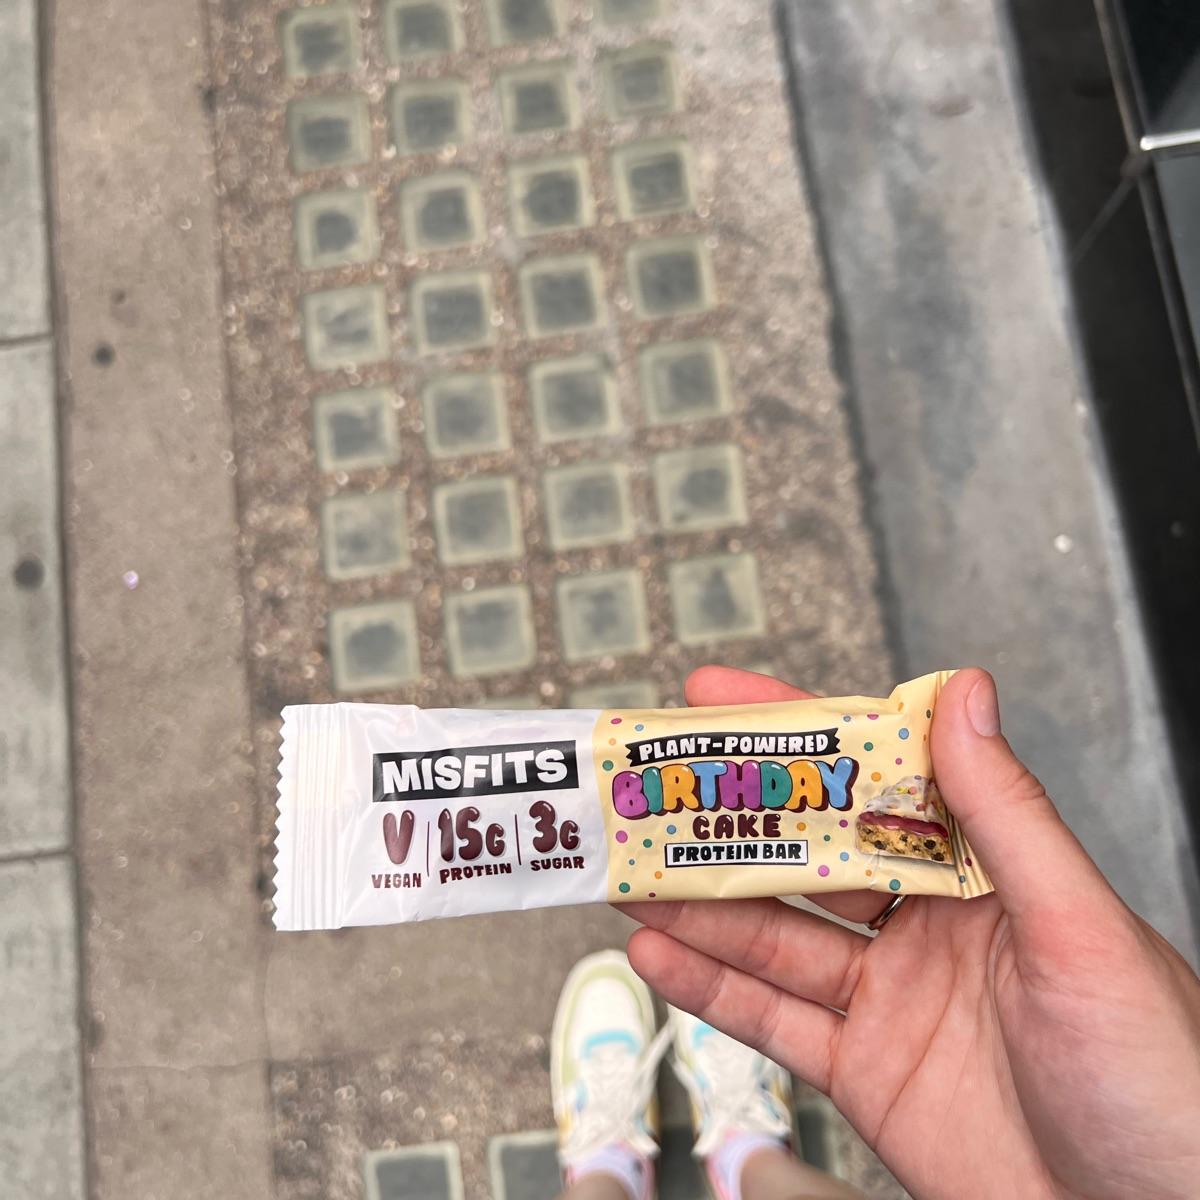 MISFITS
V
VEGAN
15G
PROTEIN
3G
SUGAR
PLANT-POWERED
BIRTHDAY
CAKE
PROTEIN BAR